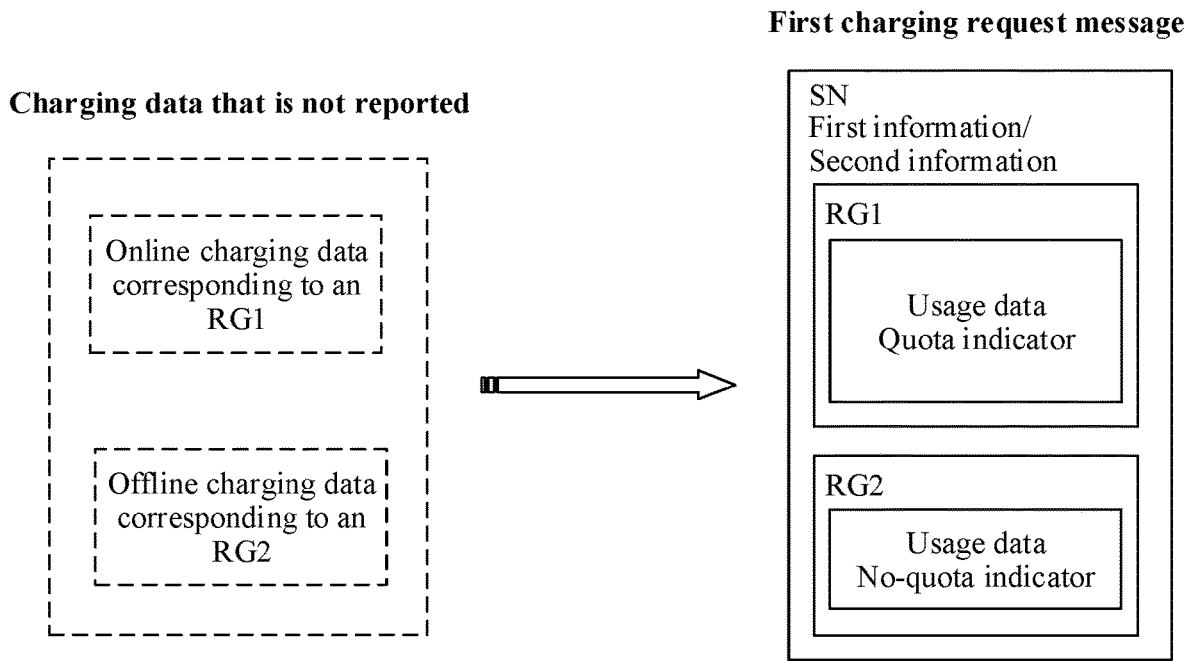 First charging request message
Charging data that is not reported
Online charging data
corresponding to an
RG1
Offline charging data
corresponding to an
RG2
SN
First information/
Second information
RG1
Usage data
Quota indicator
RG2
Usage data
No-quota indicator